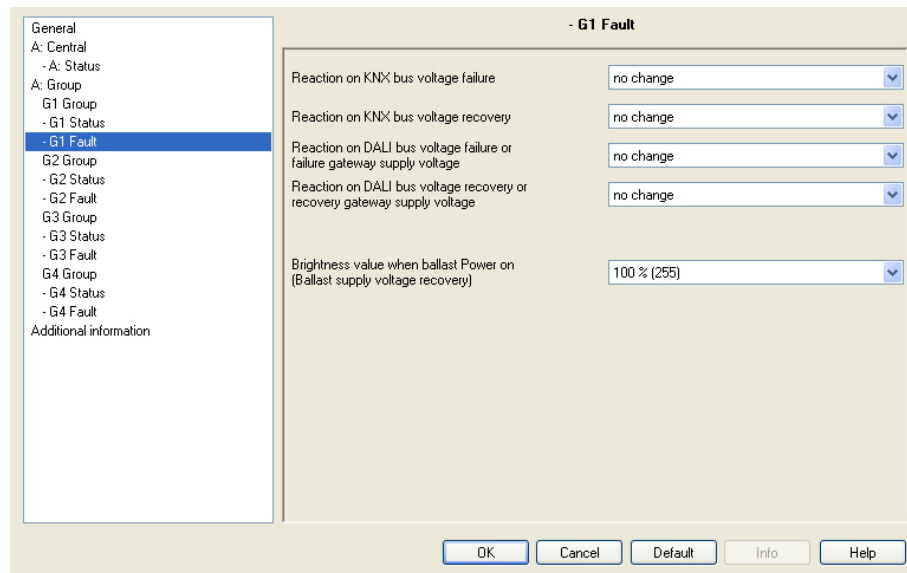 General
A: Central
- A: Status
A: Group
G1 Group
- G1 Status
- G1 Fault
G2 Group
- G2 Status
- G2 Fault
G3 Group
- G3 Status
- G3 Fault
G4 Group
- G4 Status
- G4 Fault
Additional information
- G1 Fault
Reaction on KNX bus voltage failure
no change
Reaction on KNX bus voltage recovery
no change
Reaction on DALI bus voltage failure or
failure gateway supply voltage
no change
Reaction on DALI bus voltage recovery or
recovery gateway supply voltage
no change
Brightness value when ballast Power on
(Ballast supply voltage recovery)
100 % (255)
OK
Cancel
Default
Info
Help